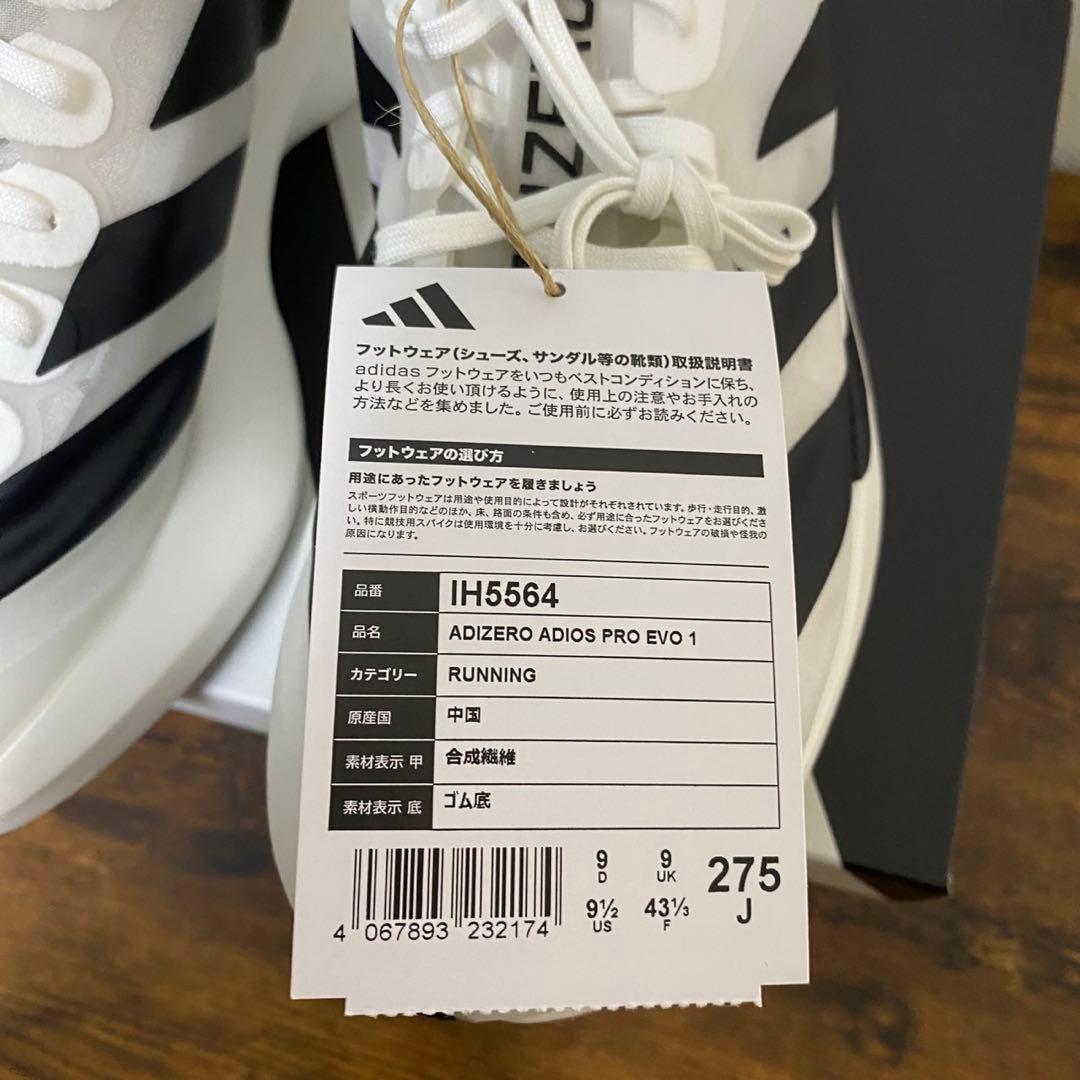 IZERO
フットウェア(シューズ、サンダル等の靴類)取扱説明書
adidas フットウェアをいつもベストコンディションに保ち、
より長くお使い頂けるように、使用上の注意やお手入れの
方法などを集めました。ご使用前に必ずお読みください。
フットウェアの選び方
用途にあったフットウェアを履きましょう
スポーツフットウェアは用途や使用目的によって設計がそれぞれされています。歩行・走行目的、激
しい横動作目的などのほか、床、路面の条件も含め、必ず用途に合ったフットウェアをお選びくださ
い。特に競技用スパイクは使用環境を十分に考慮し、お選びください。フットウェアの破損や怪我の
原因になります。
品番 IH5564
品名 ADIZERO ADIOS PRO EVO 1
カテゴリー RUNNING
原産国 中国
素材表示 甲 合成繊維
素材表示 底 ゴム底
9 D 9 UK 275 J
9½ US 43⅓ F
4 067893 232174